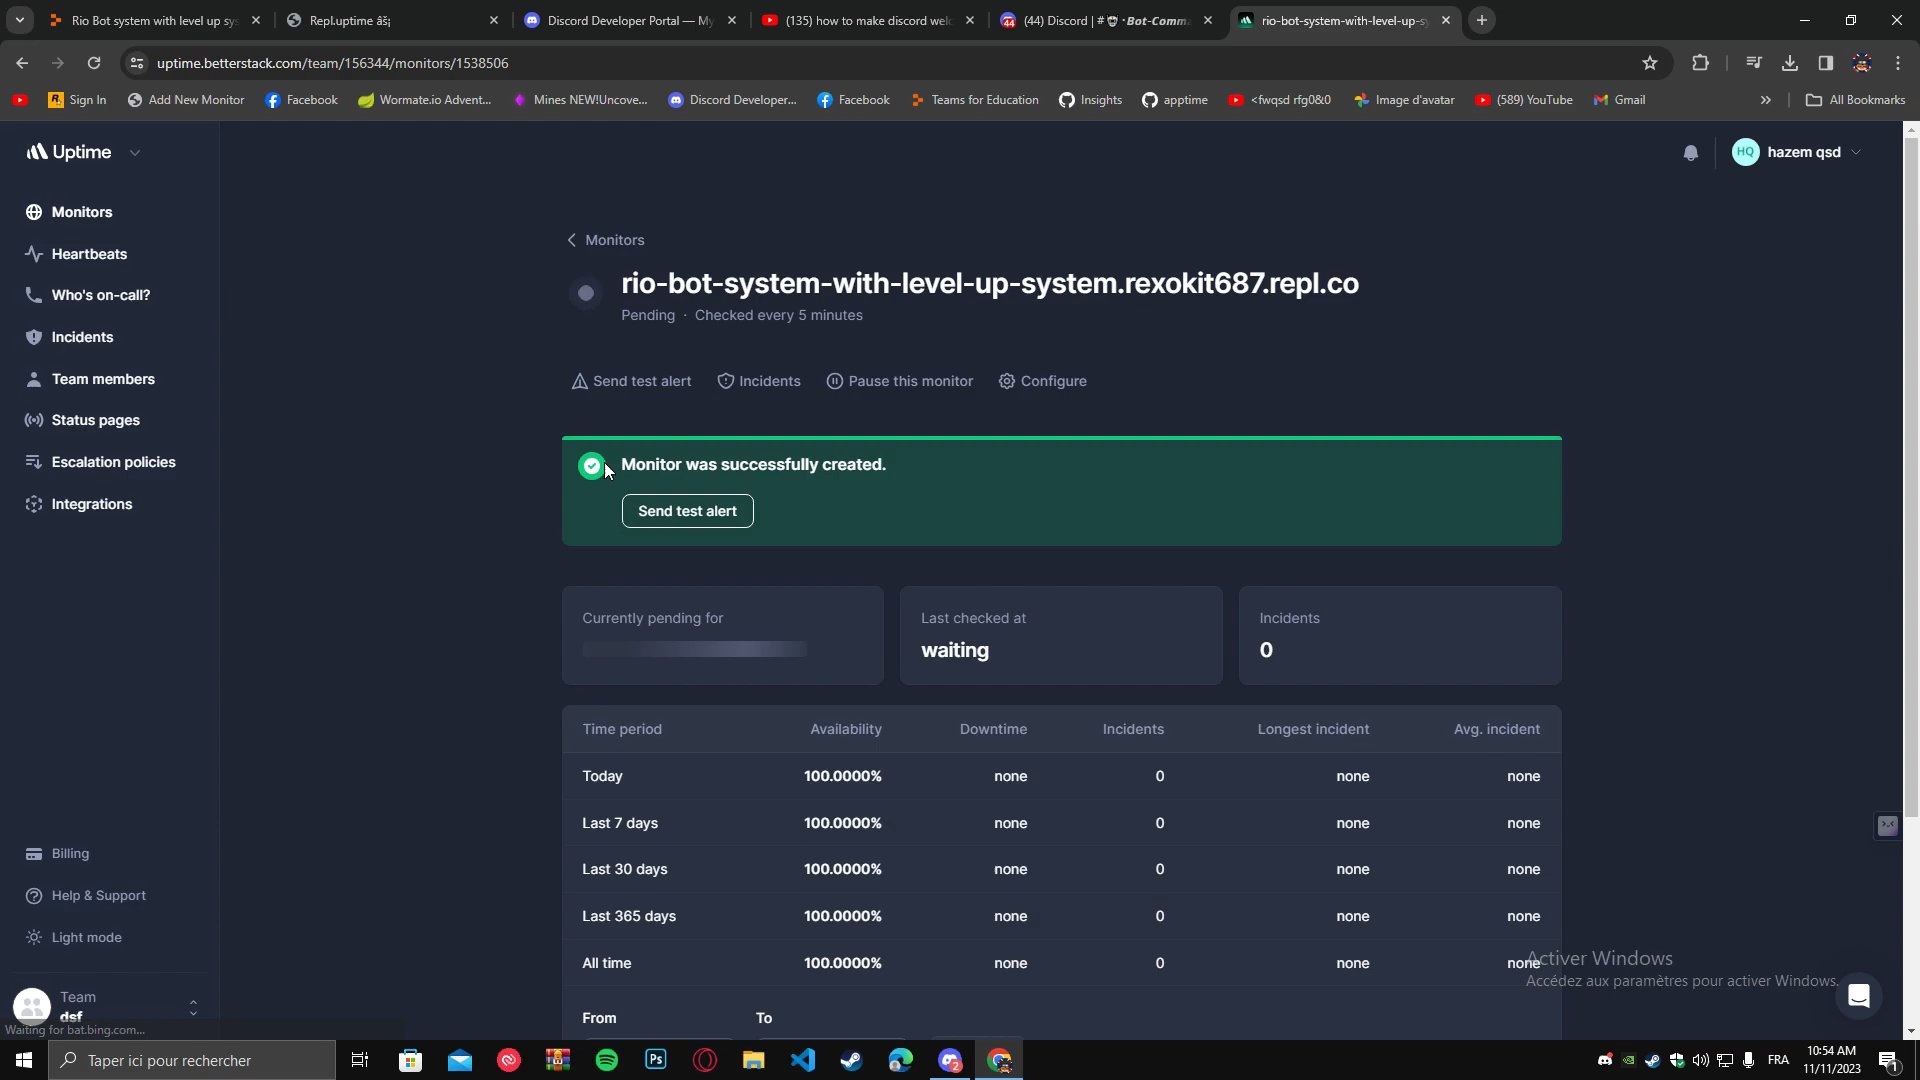 Rio Bot system with level up sy
Repl.uptime
Discord Developer Portal — My
(135) how to make discord welc
(44) Discord | # ·Bot-Comma
rio-bot-system-with-level-up-sy
uptime.betterstack.com/team/156344/monitors/1538506
Sign In
Add New Monitor
Facebook
Wormate.io Advent...
Mines NEW!Uncove...
Discord Developer...
Facebook
Teams for Education
Insights
apptime
<fwqsd rfg0&0
Image d'avatar
(589) YouTube
Gmail
»
All Bookmarks
Uptime
HQ hazem qsd
Monitors
Heartbeats
Who's on-call?
Incidents
Team members
Status pages
Escalation policies
Integrations
Billing
Help & Support
Light mode
Team
dsf
Waiting for bat.bing.com...
Monitors
rio-bot-system-with-level-up-system.rexokit687.repl.co
Pending · Checked every 5 minutes
Send test alert
Incidents
Pause this monitor
Configure
Monitor was successfully created.
Send test alert
Currently pending for
Last checked at
waiting
Incidents
0
Time period Availability Downtime Incidents Longest incident Avg. incident
Today 100.0000% none 0 none none
Last 7 days 100.0000% none 0 none none
Last 30 days 100.0000% none 0 none none
Last 365 days 100.0000% none 0 none none
All time 100.0000% none 0 none none
From To
Activer Windows
Accédez aux paramètres pour activer Windows.
Taper ici pour rechercher
Ps
2
FRA
10:54 AM
11/11/2023
1